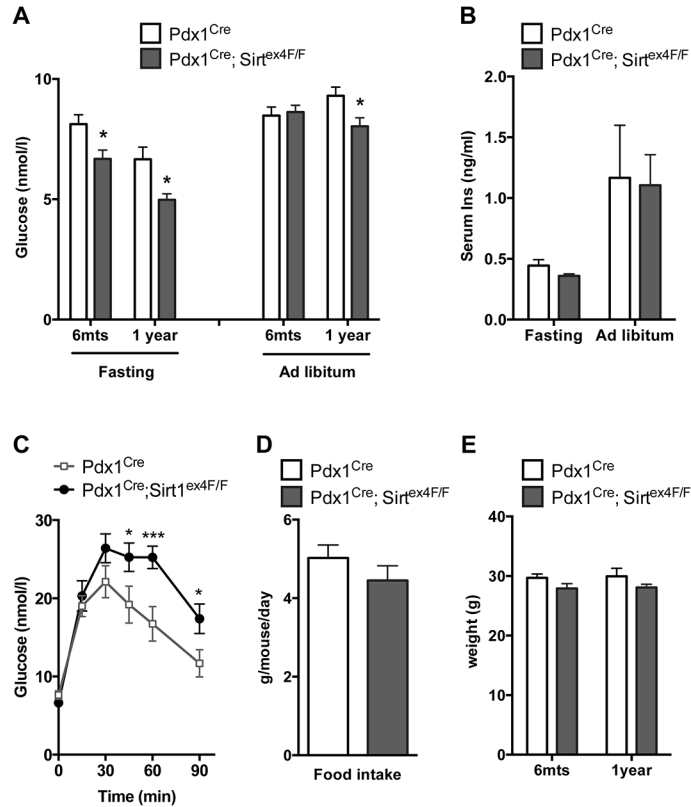 A
Pdx1Cre
Pdx1Cre; Sirtex4F/F
Glucose (nmol/l)
10
5
0
*
*
*
6mts 1 year 6mts 1 year
Fasting Ad libitum
B
Pdx1Cre
Pdx1Cre; Sirtex4F/F
Serum Ins (ng/ml)
2.0
1.5
1.0
0.5
0.0
Fasting Ad libitum
C
Pdx1Cre
Pdx1Cre;Sirt1ex4F/F
Glucose (nmol/l)
30
20
10
0
* *** *
0 30 60 90
Time (min)
D
Pdx1Cre
Pdx1Cre; Sirtex4F/F
g/mouse/day
6
4
2
0
Food intake
E
Pdx1Cre
Pdx1Cre; Sirtex4F/F
weight (g)
40
30
20
10
0
6mts 1year